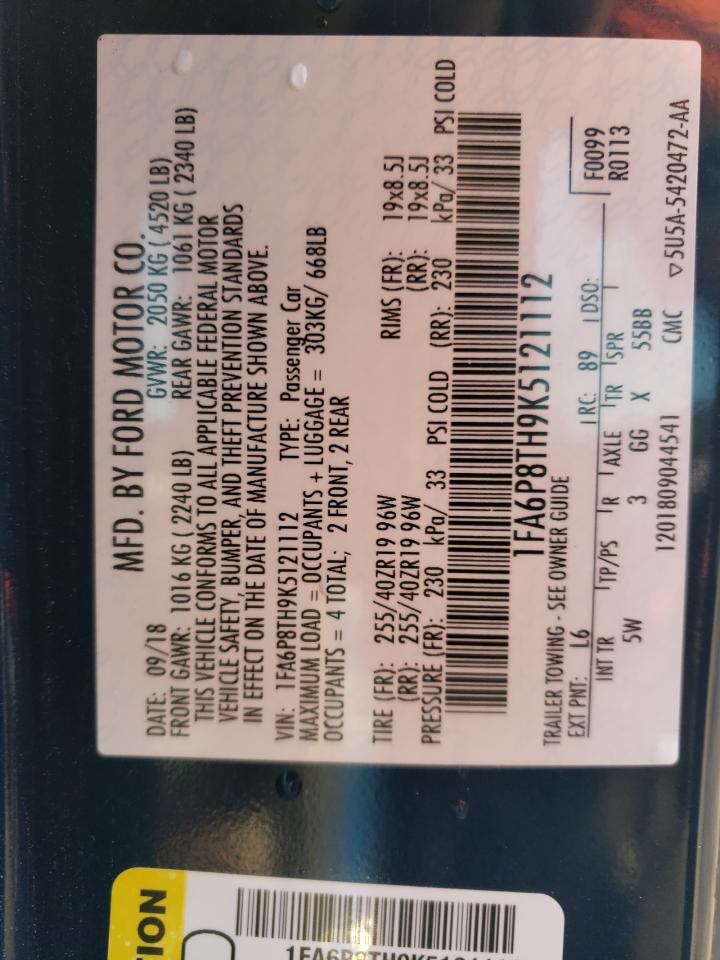 MFD. BY FORD MOTOR CO.
DATE: 09/18 GVWR: 2050 KG ( 4520 LB)
FRONT GAWR: 1016 KG ( 2240 LB) REAR GAWR: 1061 KG ( 2340 LB)
THIS VEHICLE CONFORMS TO ALL APPLICABLE FEDERAL MOTOR
VEHICLE SAFETY, BUMPER, AND THEFT PREVENTION STANDARDS
IN EFFECT ON THE DATE OF MANUFACTURE SHOWN ABOVE.
VIN: 1FA6P8TH9K5121112 TYPE: Passenger Car
MAXIMUM LOAD = OCCUPANTS + LUGGAGE = 303KG/ 668LB
OCCUPANTS = 4 TOTAL; 2 FRONT, 2 REAR
TIRE (FR): 255/40ZR19 96W RIMS (FR): 19x8.5J
(RR): 255/40ZR19 96W (RR): 19x8.5J
PRESSURE (FR): 230 kPa/ 33 PSI COLD (RR): 230 kPa/ 33 PSI COLD
1FA6P8TH9K5121112
TRAILER TOWING - SEE OWNER GUIDE
EXT PNT: L6 RC: 89 DSO: F0099
R0113
INT TR TP/PS R AXLE TR SPR
5W 3 GG X 55BB
1201809044541 CMC ▽5U5A-5420472-AA